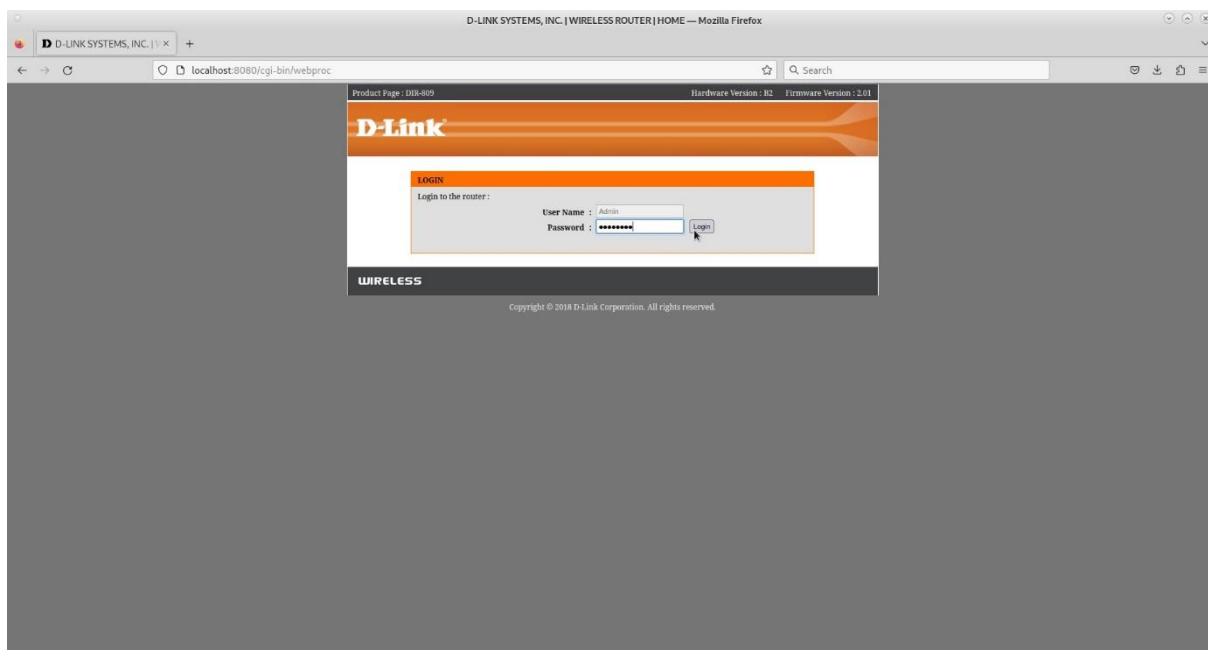 D-LINK SYSTEMS, INC. | WIRELESS ROUTER | HOME — Mozilla Firefox
D-LINK SYSTEMS, INC. |
localhost:8080/cgi-bin/webproc
Search
Product Page : DIR-809 Hardware Version : B2 Firmware Version : 2.01
D-Link
LOGIN
Login to the router :
User Name : Admin
Password : ••••••••
Login
WIRELESS
Copyright © 2018 D-Link Corporation. All rights reserved.